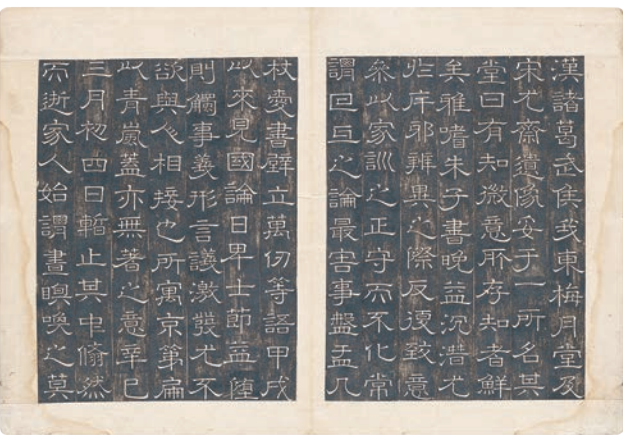 漢諸葛武侯我東梅月堂及
宋尤齋遺像妥于一所名其
堂曰有知微意所存知者鮮
矣雅嗜朱子書晚益沉潛尤
於斥邪辨異之際反復致意
參以家訓之正守而不化常
謂回互之論最害事盤盂几
杖愛書壁立萬仞等語甲戌
以來見國論日卑士節益
則觸事義形言議激發尤不
欲與人相接也所寓京第扁
以青嵐蓋亦無著之意辛巳
三月初四日暫止其中翛然
而逝家人始謂晝瞑喚之莫